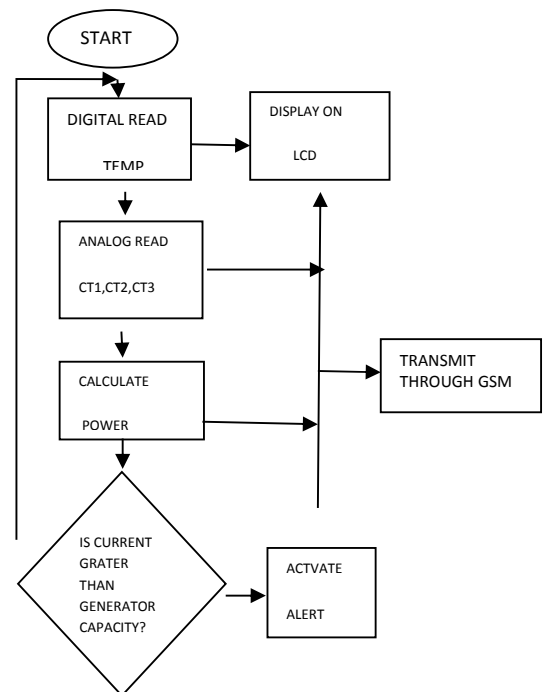 START
DIGITAL READ
TEMP
DISPLAY ON
LCD
ANALOG READ
CT1,CT2,CT3
CALCULATE
POWER
TRANSMIT
THROUGH GSM
IS CURRENT
GRATER
THAN
GENERATOR
CAPACITY?
ACTVATE
ALERT